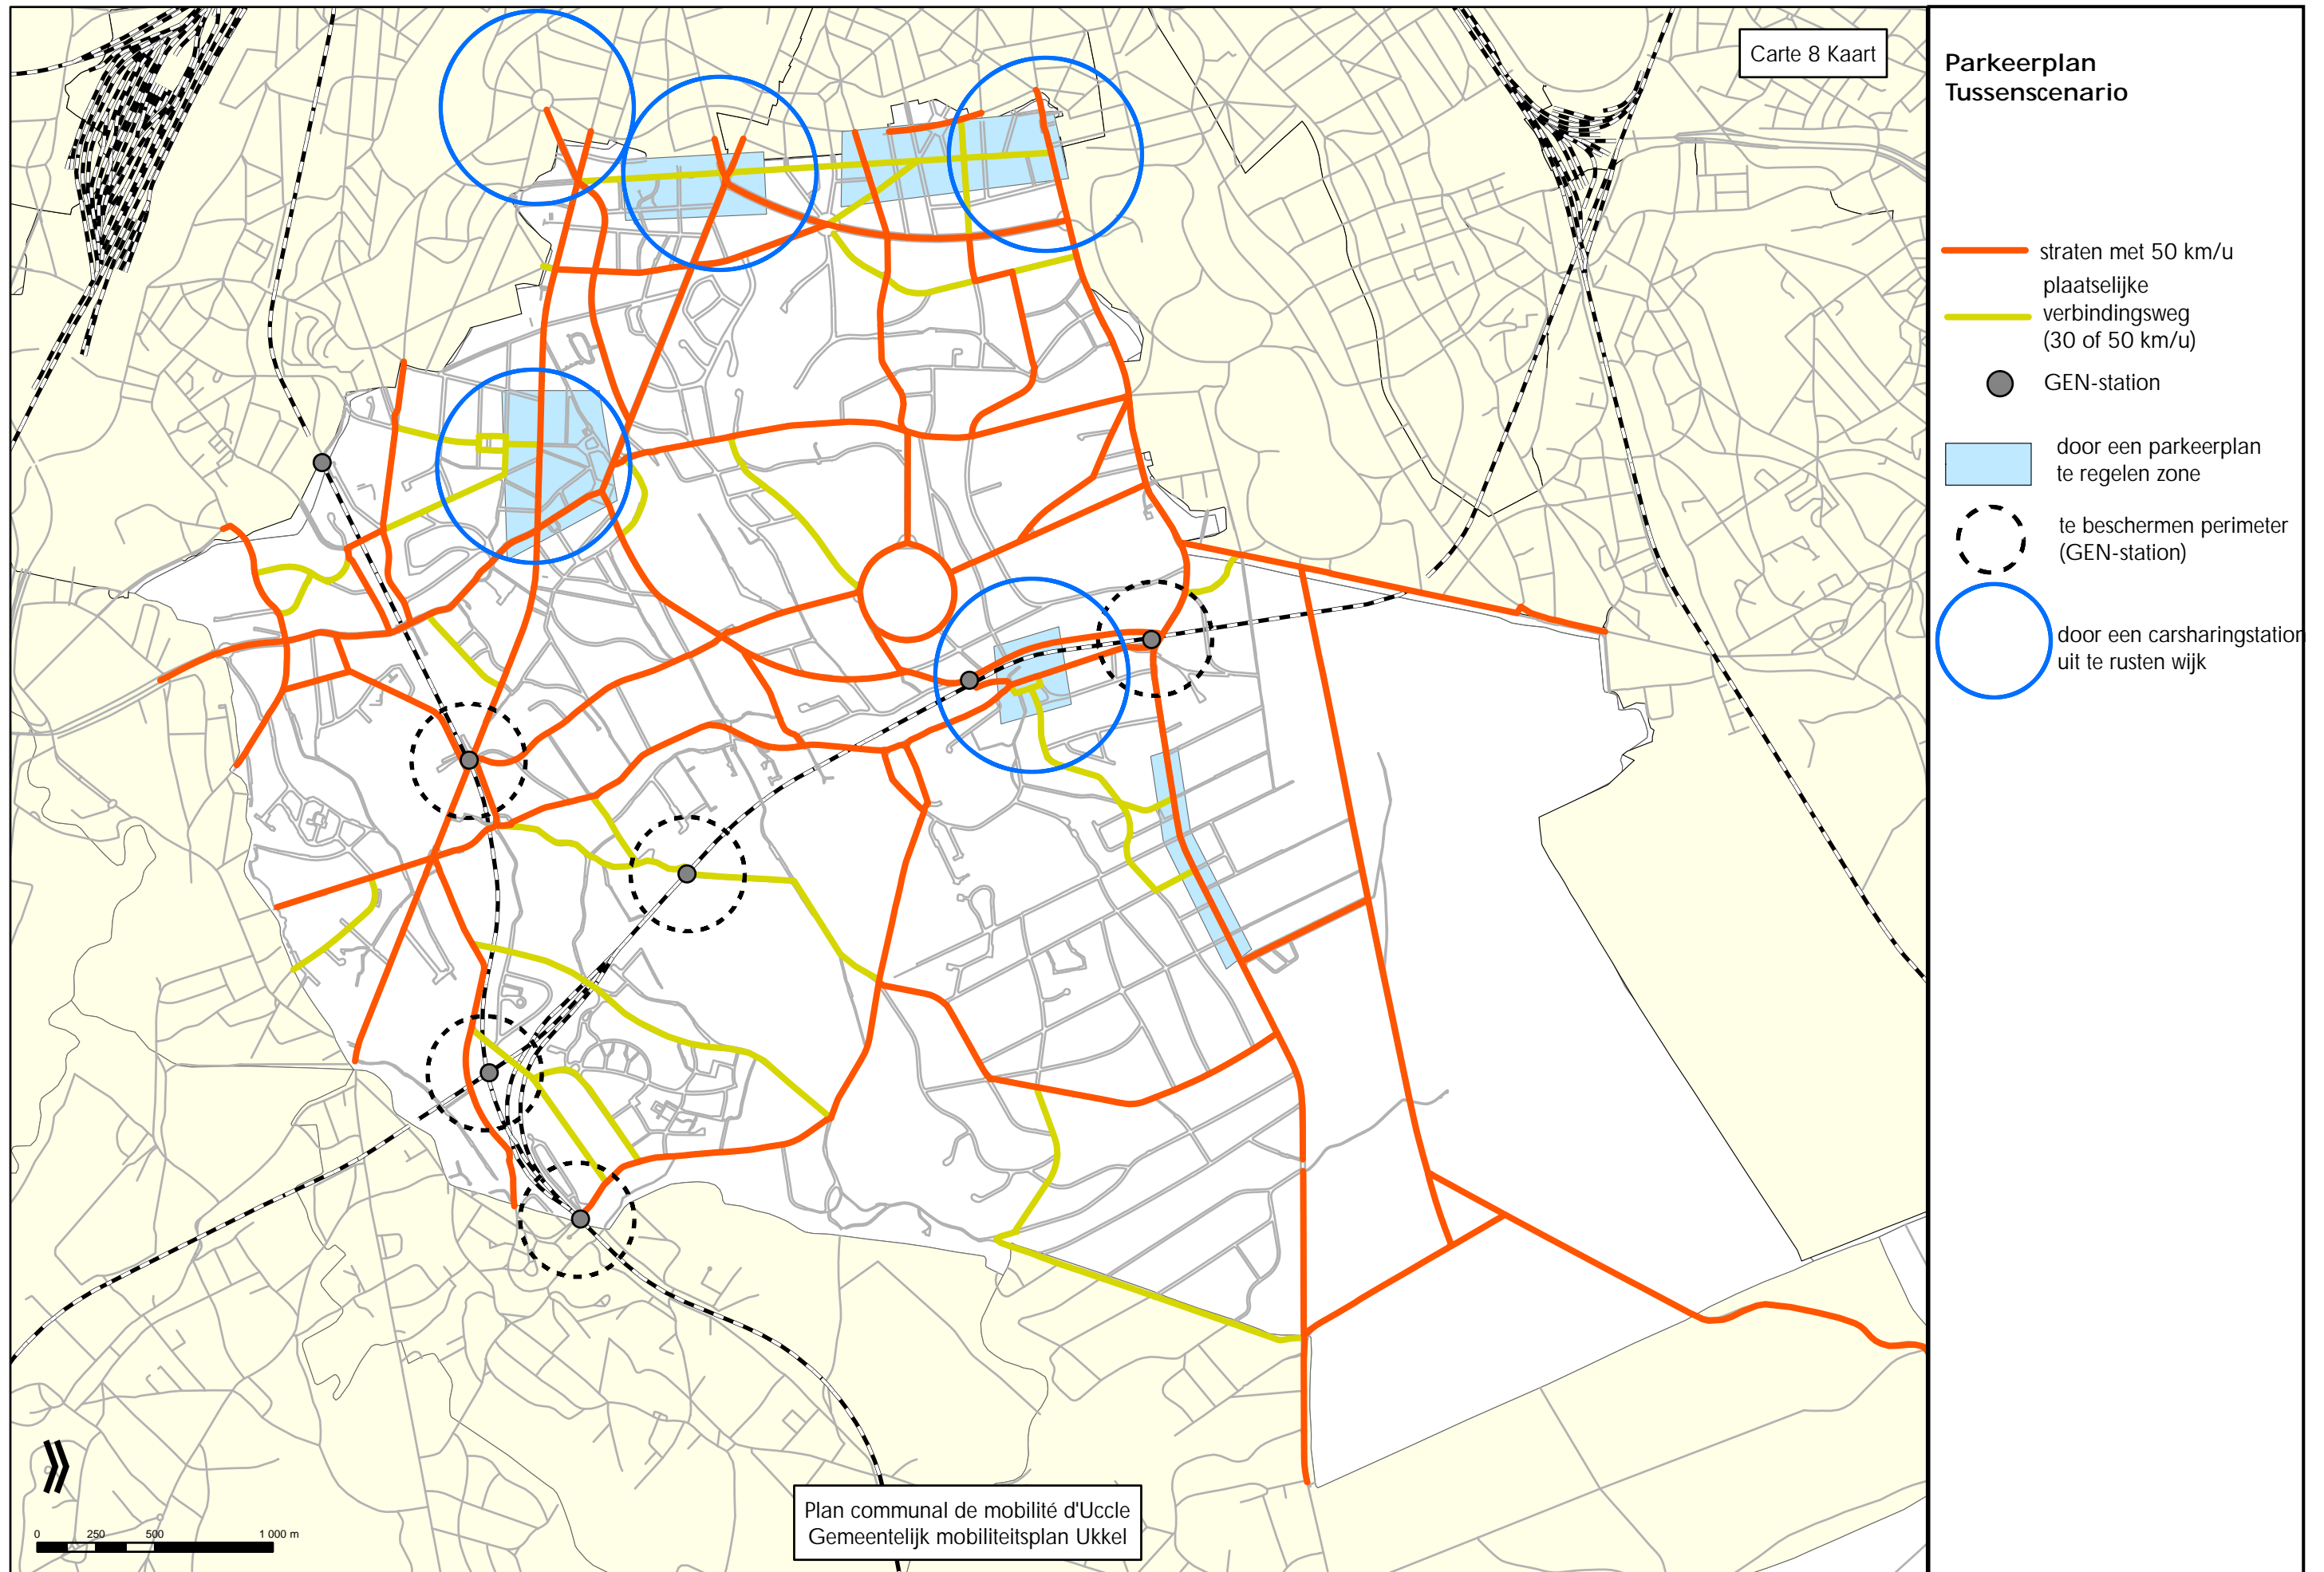 Carte 8 Kaart
Parkeerplan
Tussenscenario
straten met 50 km/u
plaatselijke
verbindingsweg
(30 of 50 km/u)
GEN-station
door een parkeerplan
te regelen zone
te beschermen perimeter
(GEN-station)
door een carsharingstation
uit te rusten wijk
0 250 500 1 000 m
Plan communal de mobilité d'Uccle
Gemeentelijk mobiliteitsplan Ukkel